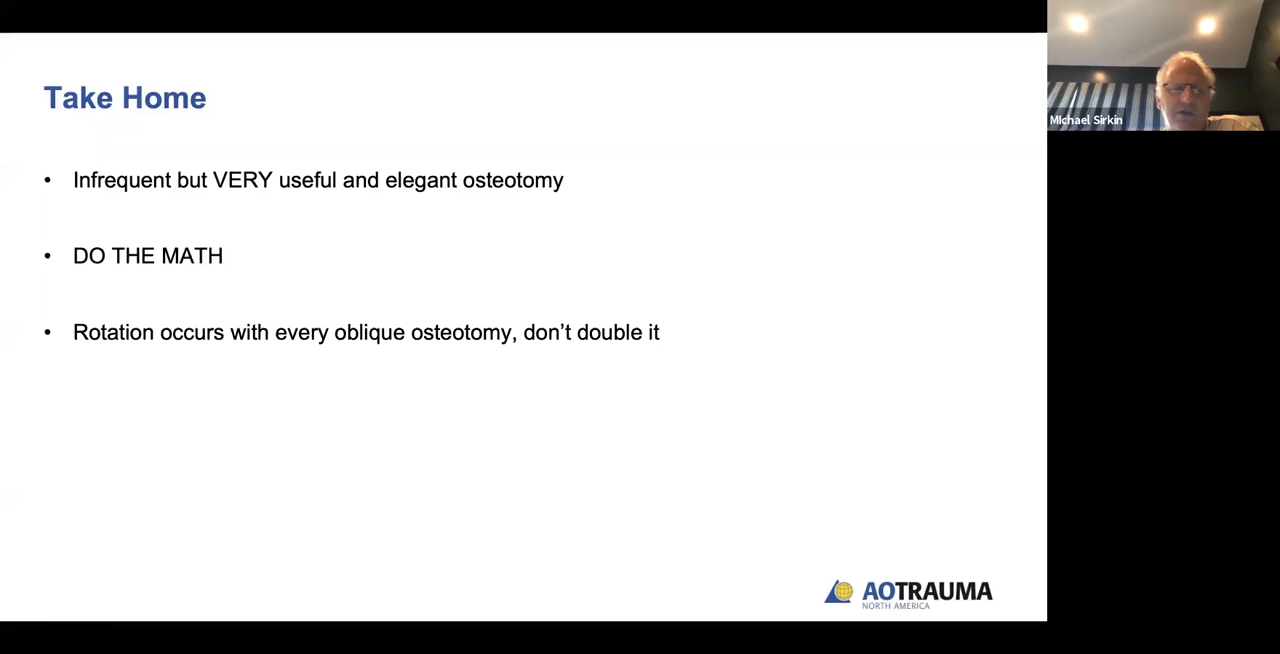 Take Home
• Infrequent but VERY useful and elegant osteotomy
• DO THE MATH
• Rotation occurs with every oblique osteotomy, don’t double it
MIchael Sirkin
AOTRAUMA
NORTH AMERICA